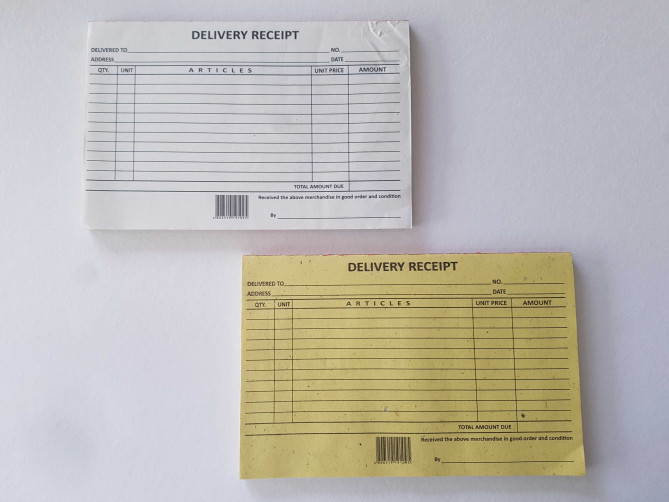 DELIVERY RECEIPT
DELIVERED TO NO.
ADDRESS DATE
QTY. UNIT ARTICLES UNIT PRICE AMOUNT
TOTAL AMOUNT DUE
Received the above merchandise in good order and condition
By
DELIVERY RECEIPT
DELIVERED TO NO.
ADDRESS DATE
QTY. UNIT ARTICLES UNIT PRICE AMOUNT
TOTAL AMOUNT DUE
Received the above merchandise in good order and condition
By